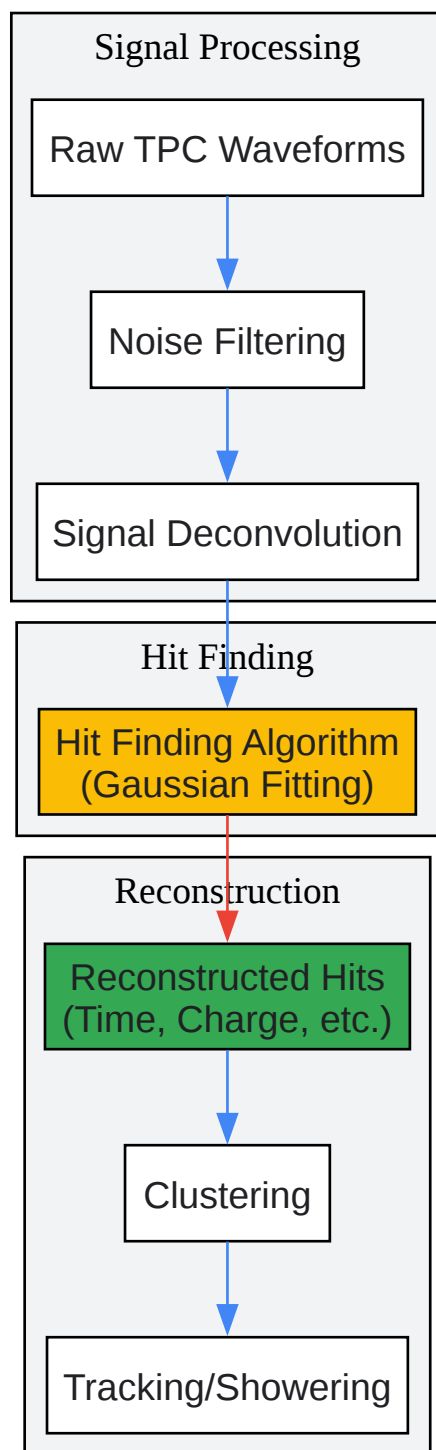 Signal Processing
Raw TPC Waveforms
Noise Filtering
Signal Deconvolution
Hit Finding
Hit Finding Algorithm
(Gaussian Fitting)
Reconstruction
Reconstructed Hits
(Time, Charge, etc.)
Clustering
Tracking/Showering